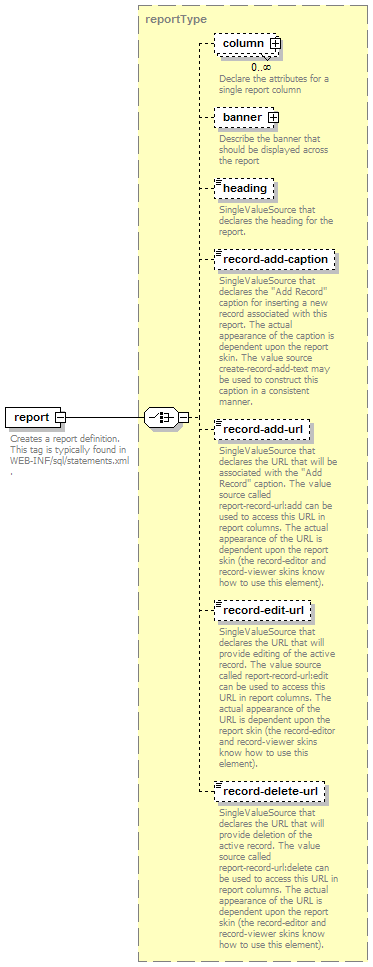 reportType
column
0..∞
Declare the attributes for a
single report column
banner
Describe the banner that
should be displayed across
the report
heading
SingleValueSource that
declares the heading for the
report.
record-add-caption
SingleValueSource that
declares the "Add Record"
caption for inserting a new
record associated with this
report. The actual
appearance of the caption is
dependent upon the report
skin. The value source
create-record-add-text may
be used to construct this
caption in a consistent
manner.
report
Creates a report definition.
This tag is typically found in
WEB-INF/sql/statements.xml
.
record-add-url
SingleValueSource that
declares the URL that will be
associated with the "Add
Record" caption. The value
source called
report-record-url:add can be
used to access this URL in
report columns. The actual
appearance of the URL is
dependent upon the report
skin (the record-editor and
record-viewer skins know
how to use this element).
record-edit-url
SingleValueSource that
declares the URL that will
provide editing of the active
record. The value source
called report-record-url:edit
can be used to access this
URL in report columns. The
actual appearance of the
URL is dependent upon the
report skin (the record-editor
and record-viewer skins
know how to use this
element).
record-delete-url
SingleValueSource that
declares the URL that will
provide deletion of the
active record. The value
source called
report-record-url:delete can
be used to access this URL in
report columns. The actual
appearance of the URL is
dependent upon the report
skin (the record-editor and
record-viewer skins know
how to use this element).